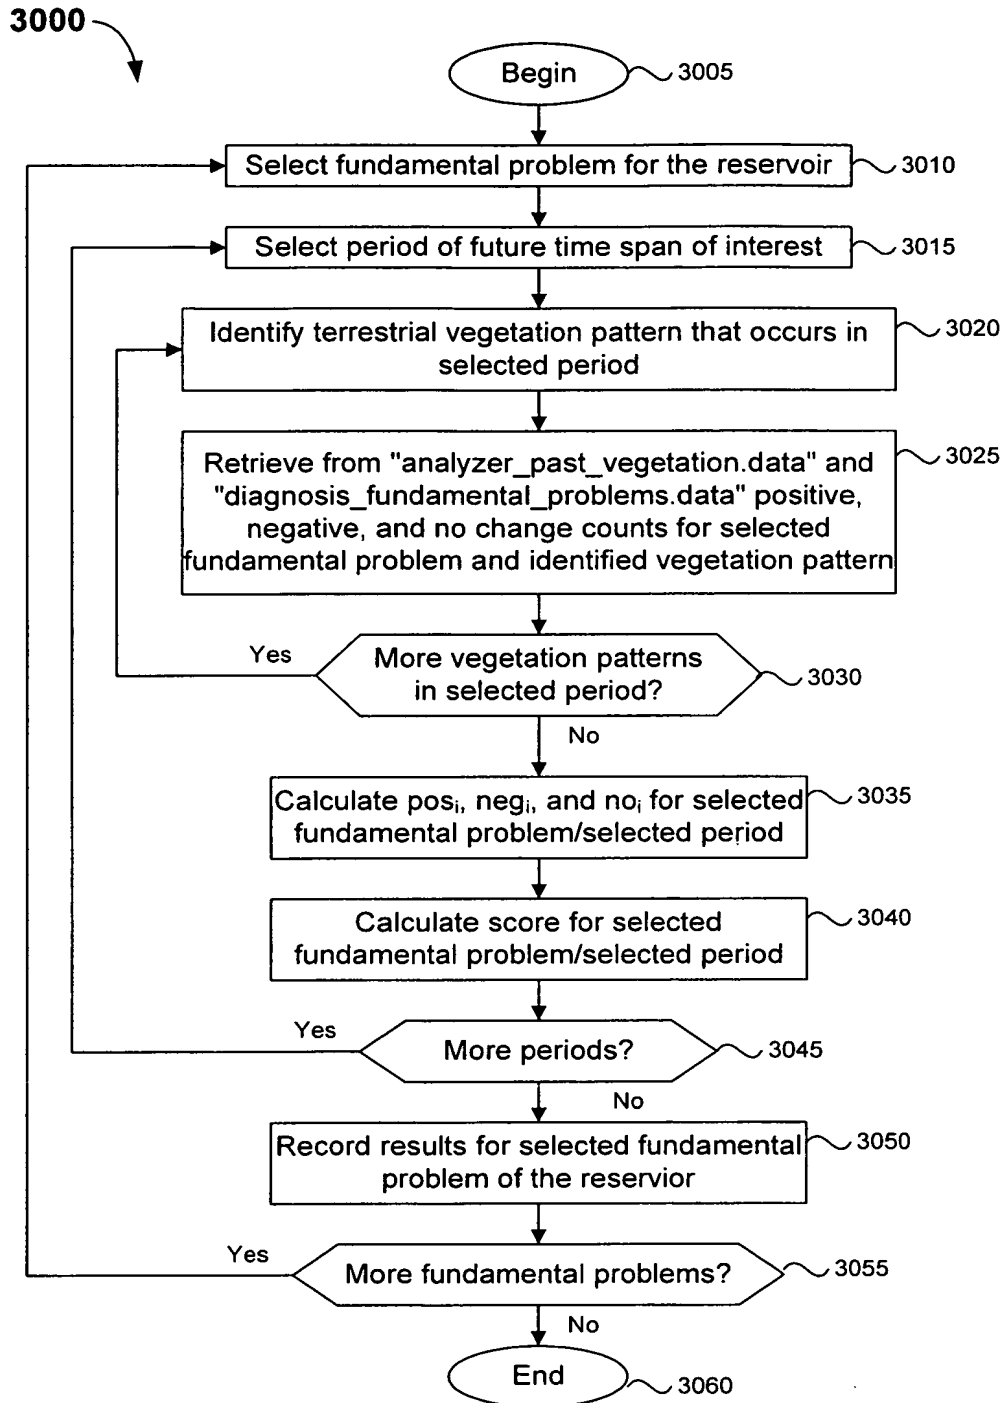 3000
Begin
3005
Select fundamental problem for the reservoir
3010
Select period of future time span of interest
3015
Identify terrestrial vegetation pattern that occurs in
selected period
3020
Retrieve from "analyzer_past_vegetation.data" and
"diagnosis_fundamental_problems.data" positive,
negative, and no change counts for selected
fundamental problem and identified vegetation pattern
3025
Yes
More vegetation patterns
in selected period?
3030
No
Calculate posᵢ, negᵢ, and noᵢ for selected
fundamental problem/selected period
3035
Calculate score for selected
fundamental problem/selected period
3040
Yes
More periods?
3045
No
Record results for selected fundamental
problem of the reservior
3050
Yes
More fundamental problems?
3055
No
End
3060